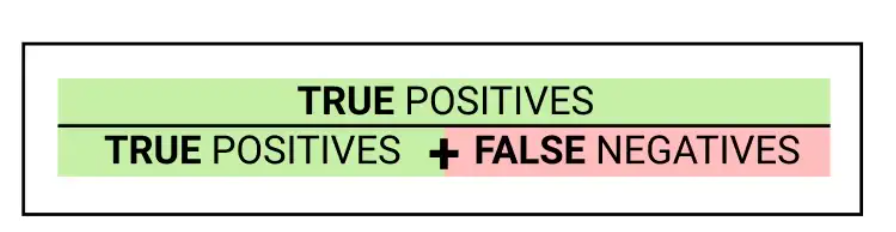 TRUE POSITIVES
TRUE POSITIVES + FALSE NEGATIVES